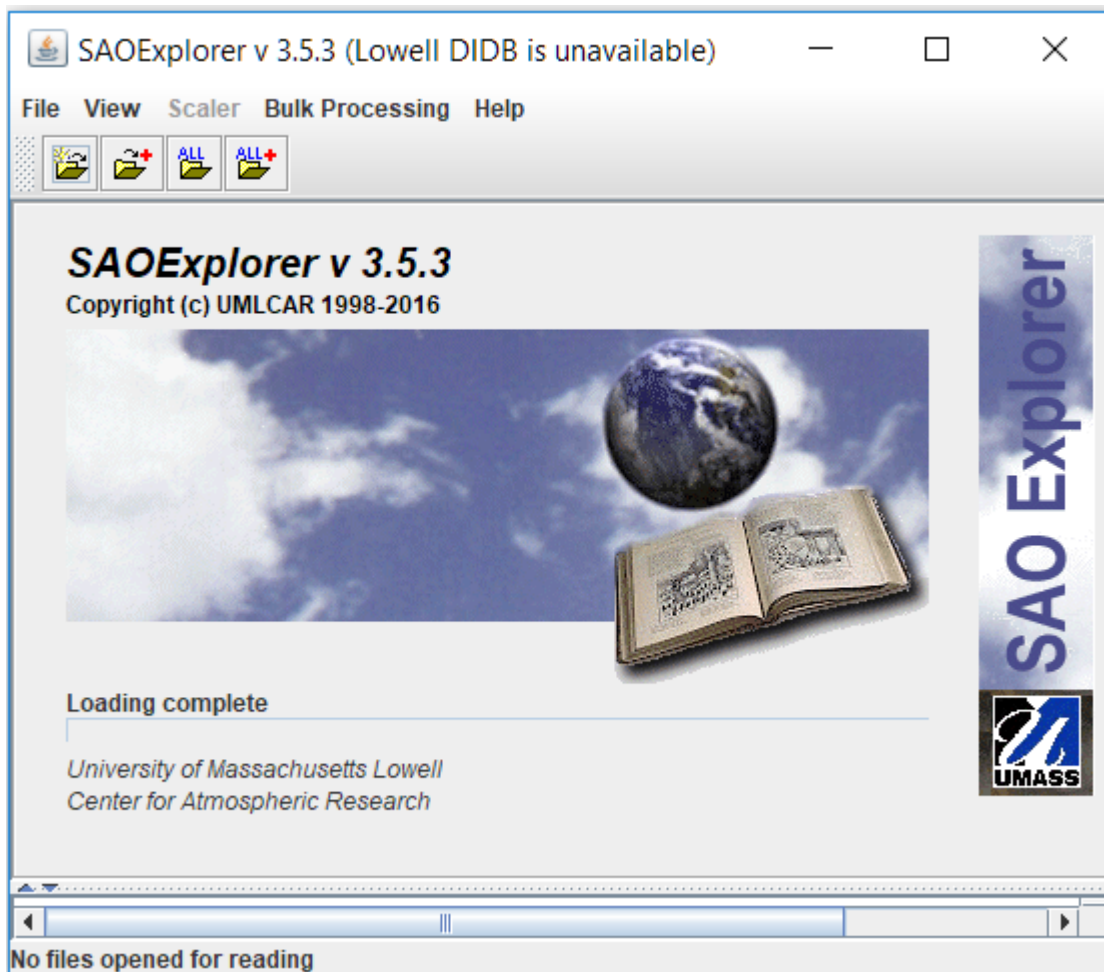 SAOExplorer v 3.5.3 (Lowell DIDB is unavailable)
File View Scaler Bulk Processing Help
ALL ALL+
SAOExplorer v 3.5.3
Copyright (c) UMLCAR 1998-2016
SAO Explorer
Loading complete
University of Massachusetts Lowell
Center for Atmospheric Research
UMASS
No files opened for reading